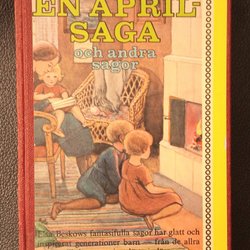 EN APRIL-
SAGA
och andra
sagor
Elsa Beskows fantasifulla sagor har glatt och
inspirerat generationer barn — från de allra